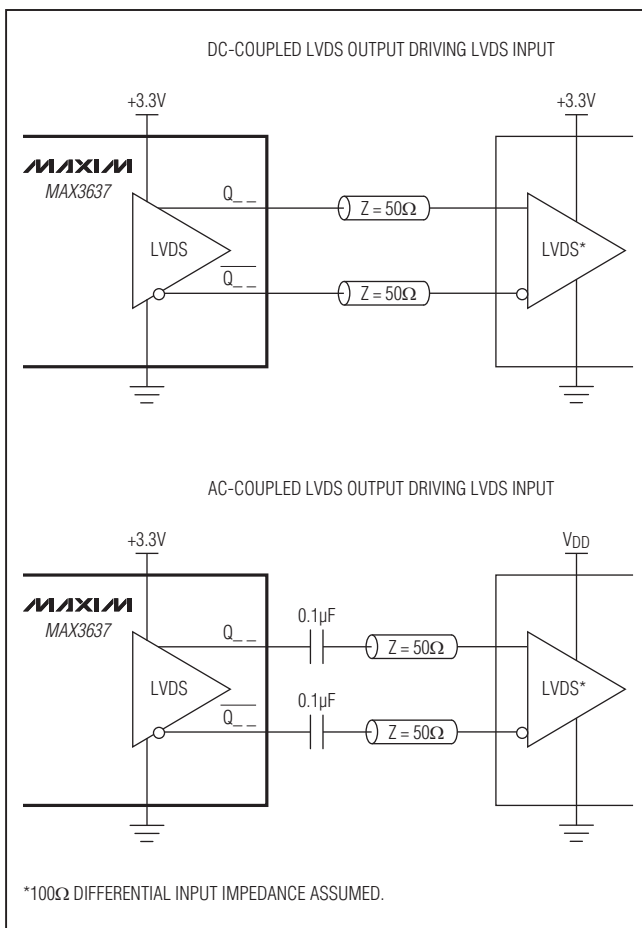 DC-COUPLED LVDS OUTPUT DRIVING LVDS INPUT
+3.3V
+3.3V
MAXIM
MAX3637
Q_ _
Z = 50Ω
LVDS
LVDS*
Q_ _
Z = 50Ω
AC-COUPLED LVDS OUTPUT DRIVING LVDS INPUT
+3.3V
VDD
MAXIM
MAX3637
0.1µF
Q_ _
Z = 50Ω
LVDS
LVDS*
0.1µF
Q_ _
Z = 50Ω
*100Ω DIFFERENTIAL INPUT IMPEDANCE ASSUMED.